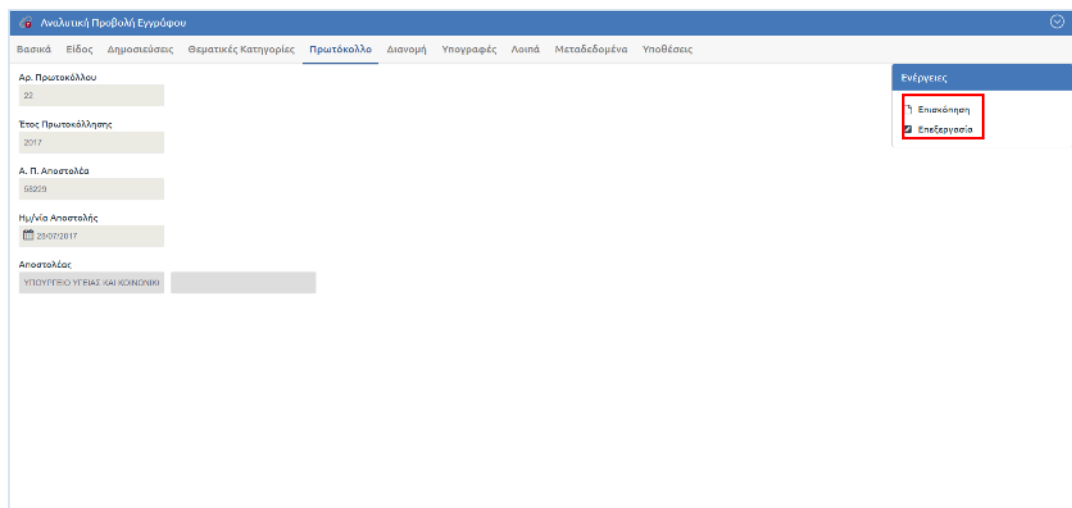 Αναλυτική Προβολή Εγγράφου
Βασικά Είδος Δημοσιεύσεις Θεματικές Κατηγορίες Πρωτόκολλο Διανομή Υπογραφές Λοιπά Μεταδεδομένα Υποθέσεις
Αρ. Πρωτοκόλλου
22
Έτος Πρωτοκόλλησης
2017
Α. Π. Αποστολέα
58229
Ημ/νία Αποστολής
28/07/2017
Αποστολέας
ΥΠΟΥΡΓΕΙΟ ΥΓΕΙΑΣ ΚΑΙ ΚΟΙΝΩΝΙΚΙ
Ενέργειες
Επισκόπηση
Επεξεργασία